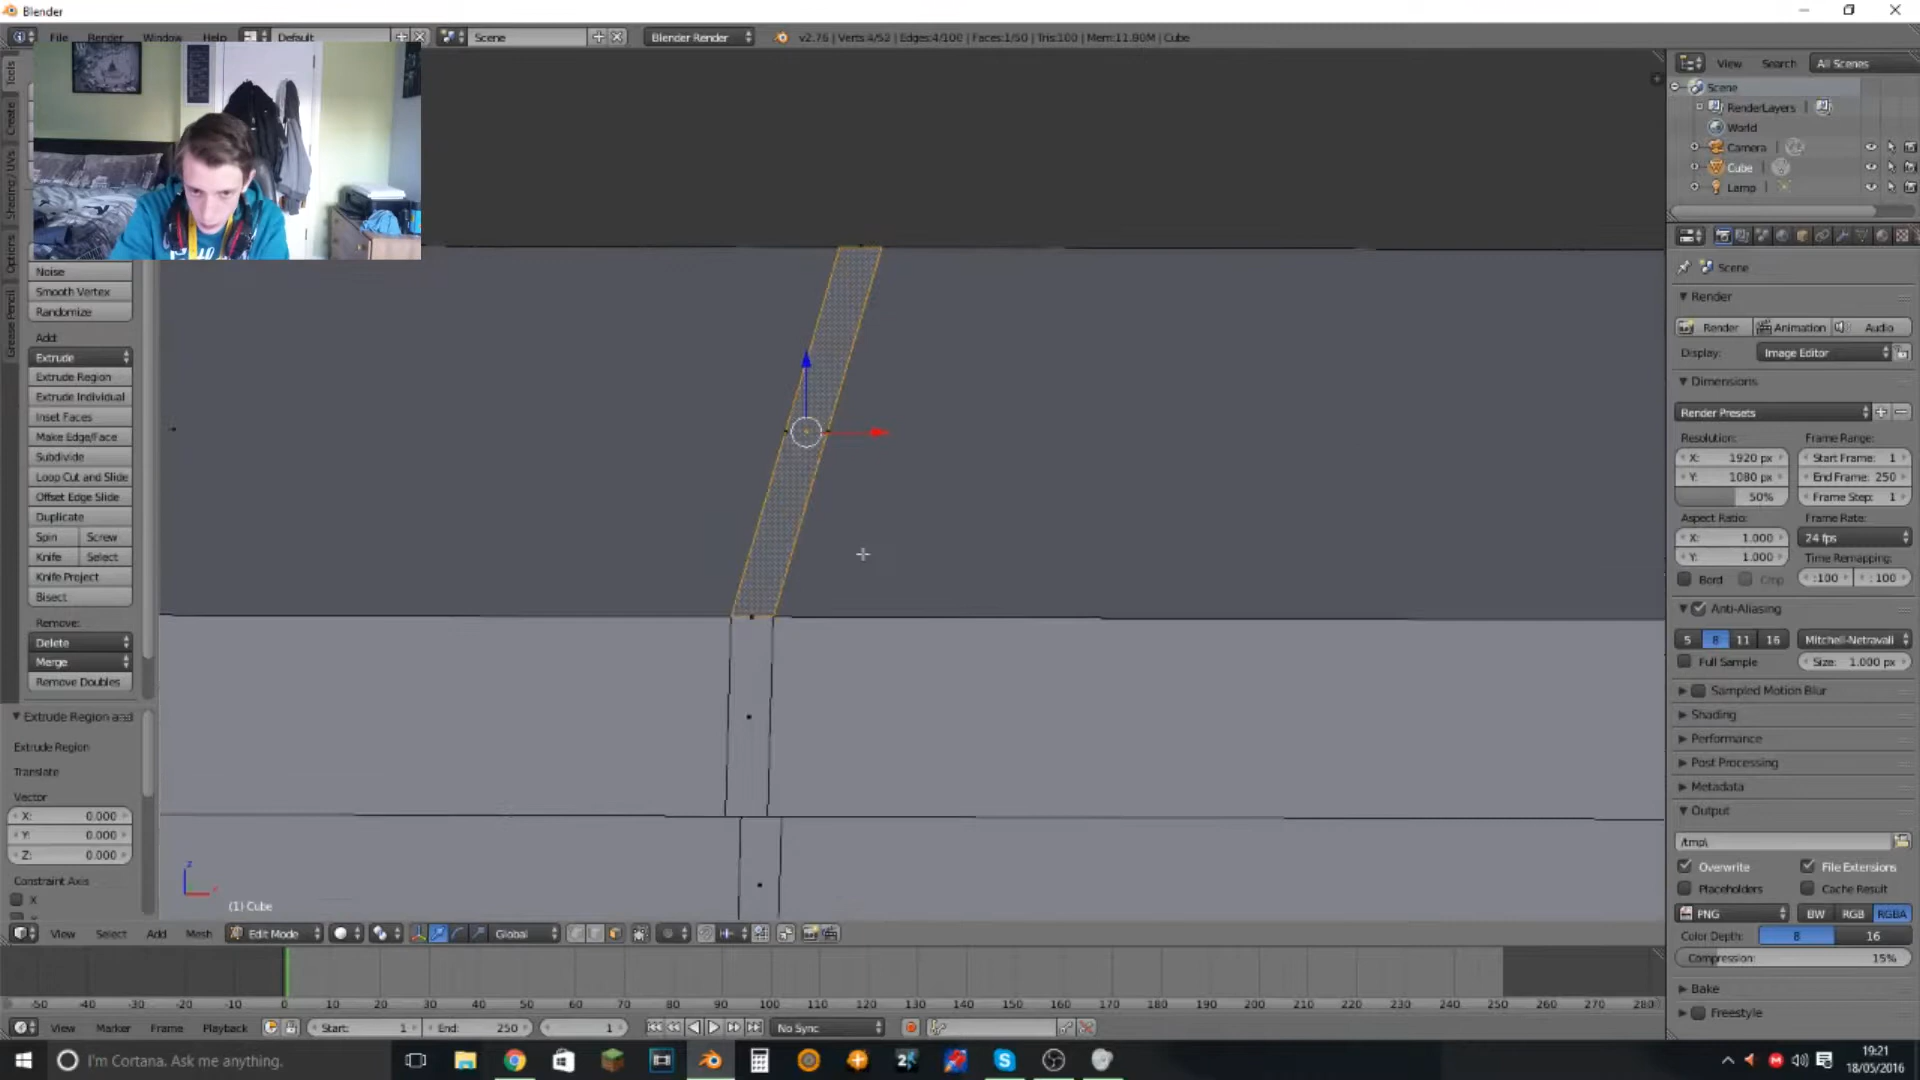 Blender
File Render Window Help Default Scene Blender Render v2.76 | Verts:4/52 | Edges:4/100 | Faces:1/50 | Tris:100 | Mem:11.90M | Cube
View Search All Scenes
Scene
RenderLayers
World
Camera
Cube
Lamp
Tools
Create
Shading / UVs
Options
Grease Pencil
Noise
Smooth Vertex
Randomize
Add:
Extrude
Extrude Region
Extrude Individual
Inset Faces
Make Edge/Face
Subdivide
Loop Cut and Slide
Offset Edge Slide
Duplicate
Spin Screw
Knife Select
Knife Project
Bisect
Remove:
Delete
Merge
Remove Doubles
Extrude Region and
Extrude Region
Translate
Vector
X: 0.000
Y: 0.000
Z: 0.000
Constraint Axis
X
z
(1) Cube
Scene
Render
Render Animation Audio
Display: Image Editor
Dimensions
Render Presets
Resolution: Frame Range:
X: 1920 px Start Frame: 1
Y: 1080 px End Frame: 250
50% Frame Step: 1
Aspect Ratio: Frame Rate:
X: 1.000 24 fps
Y: 1.000 Time Remapping:
Bord Crop :100 : 100
Anti-Aliasing
5 8 11 16 Mitchell-Netravali
Full Sample Size: 1.000 px
Sampled Motion Blur
Shading
Performance
Post Processing
Metadata
Output
/tmp\
Overwrite File Extensions
Placeholders Cache Result
PNG BW RGB RGBA
Color Depth: 8 16
Compression: 15%
Bake
Freestyle
View Select Add Mesh Edit Mode Global
-50 -40 -30 -20 -10 0 10 20 30 40 50 60 70 80 90 100 110 120 130 140 150 160 170 180 190 200 210 220 230 240 250 260 270 280
View Marker Frame Playback Start: 1 End: 250 1 No Sync
I'm Cortana. Ask me anything.
19:21
18/05/2016